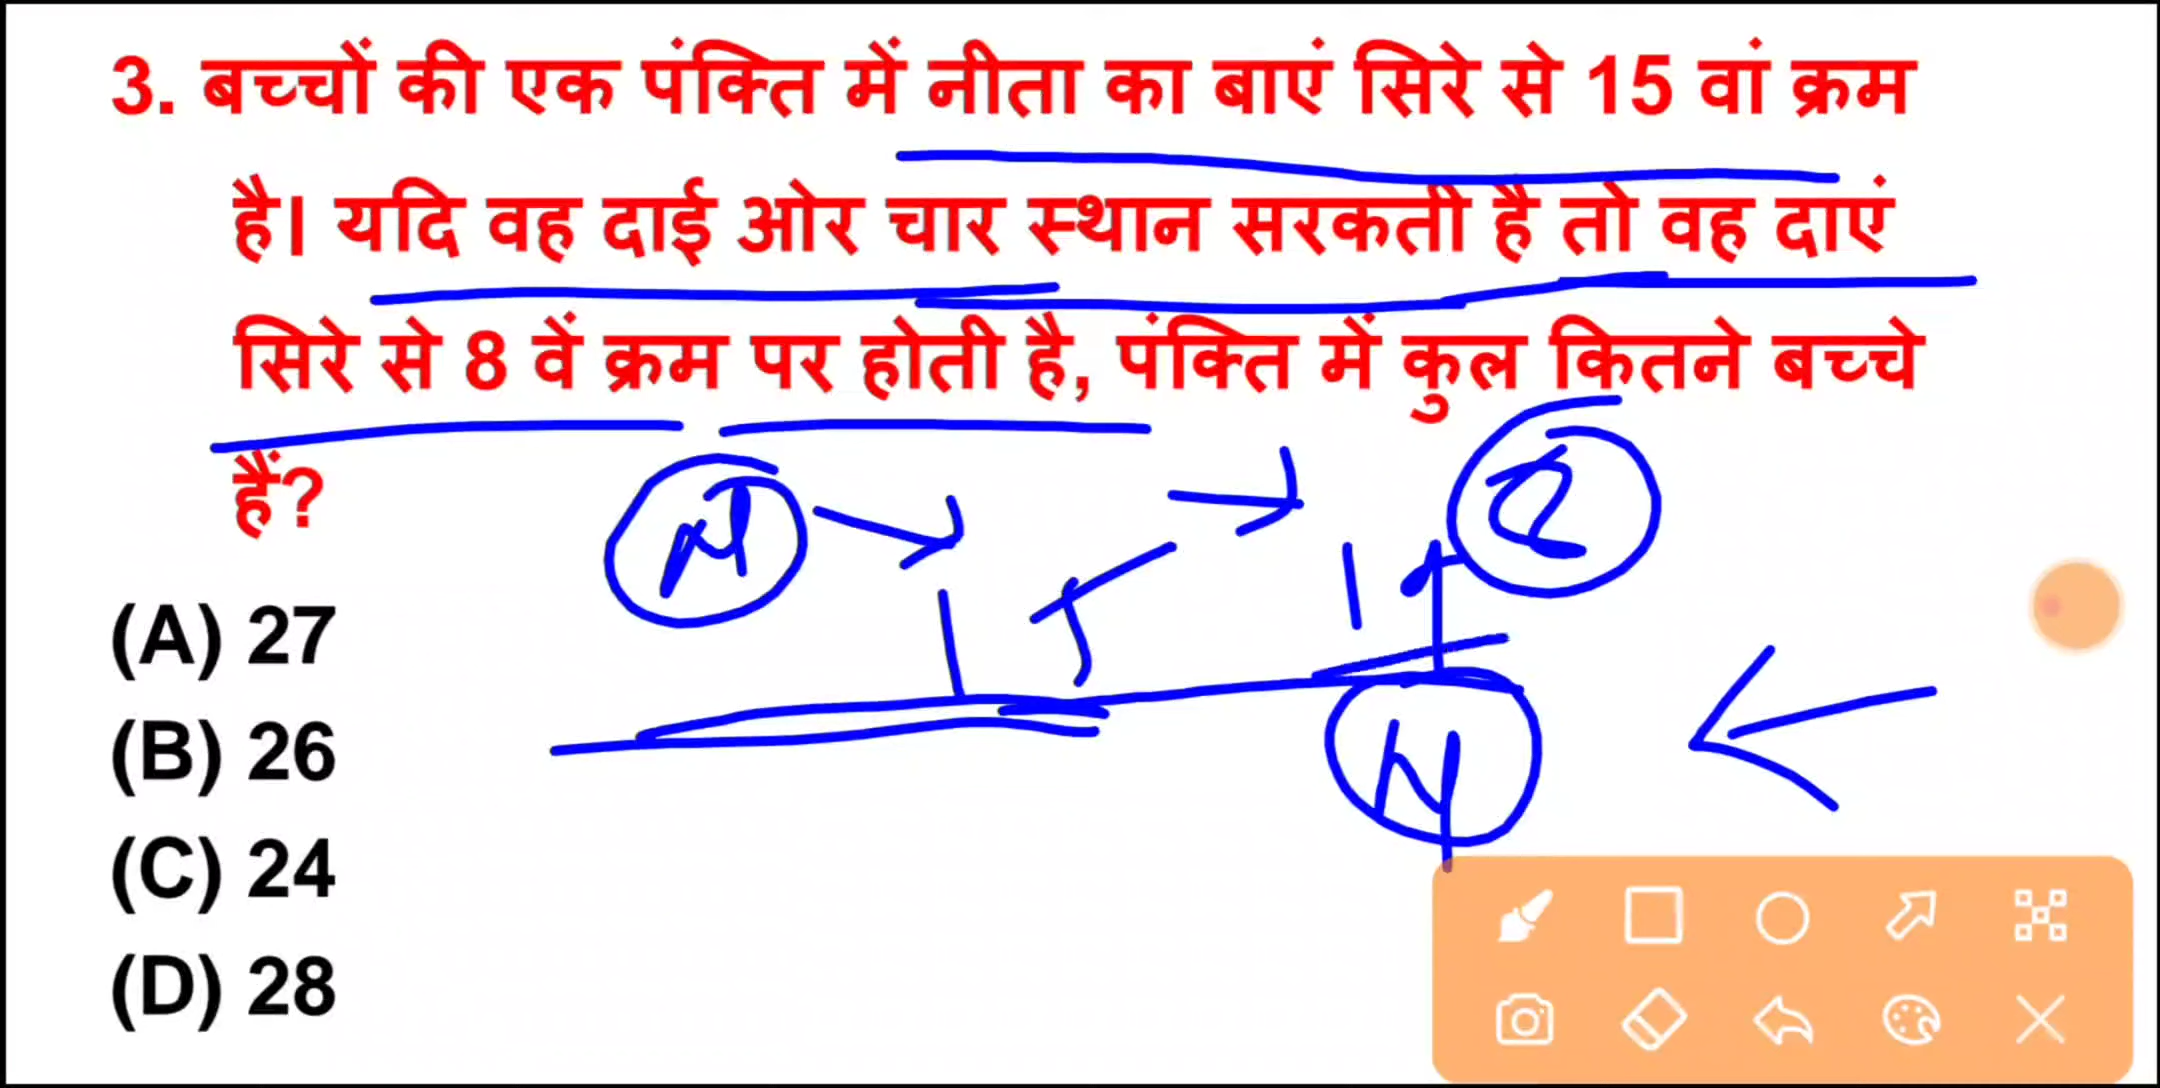 3. बच्चों की एक पंक्ति में नीता का बाएं सिरे से 15 वां क्रम
है। यदि वह दाई ओर चार स्थान सरकती है तो वह दाएं
सिरे से 8 वें क्रम पर होती है, पंक्ति में कुल कितने बच्चे
हैं?
(A) 27
(B) 26
(C) 24
(D) 28
15
N